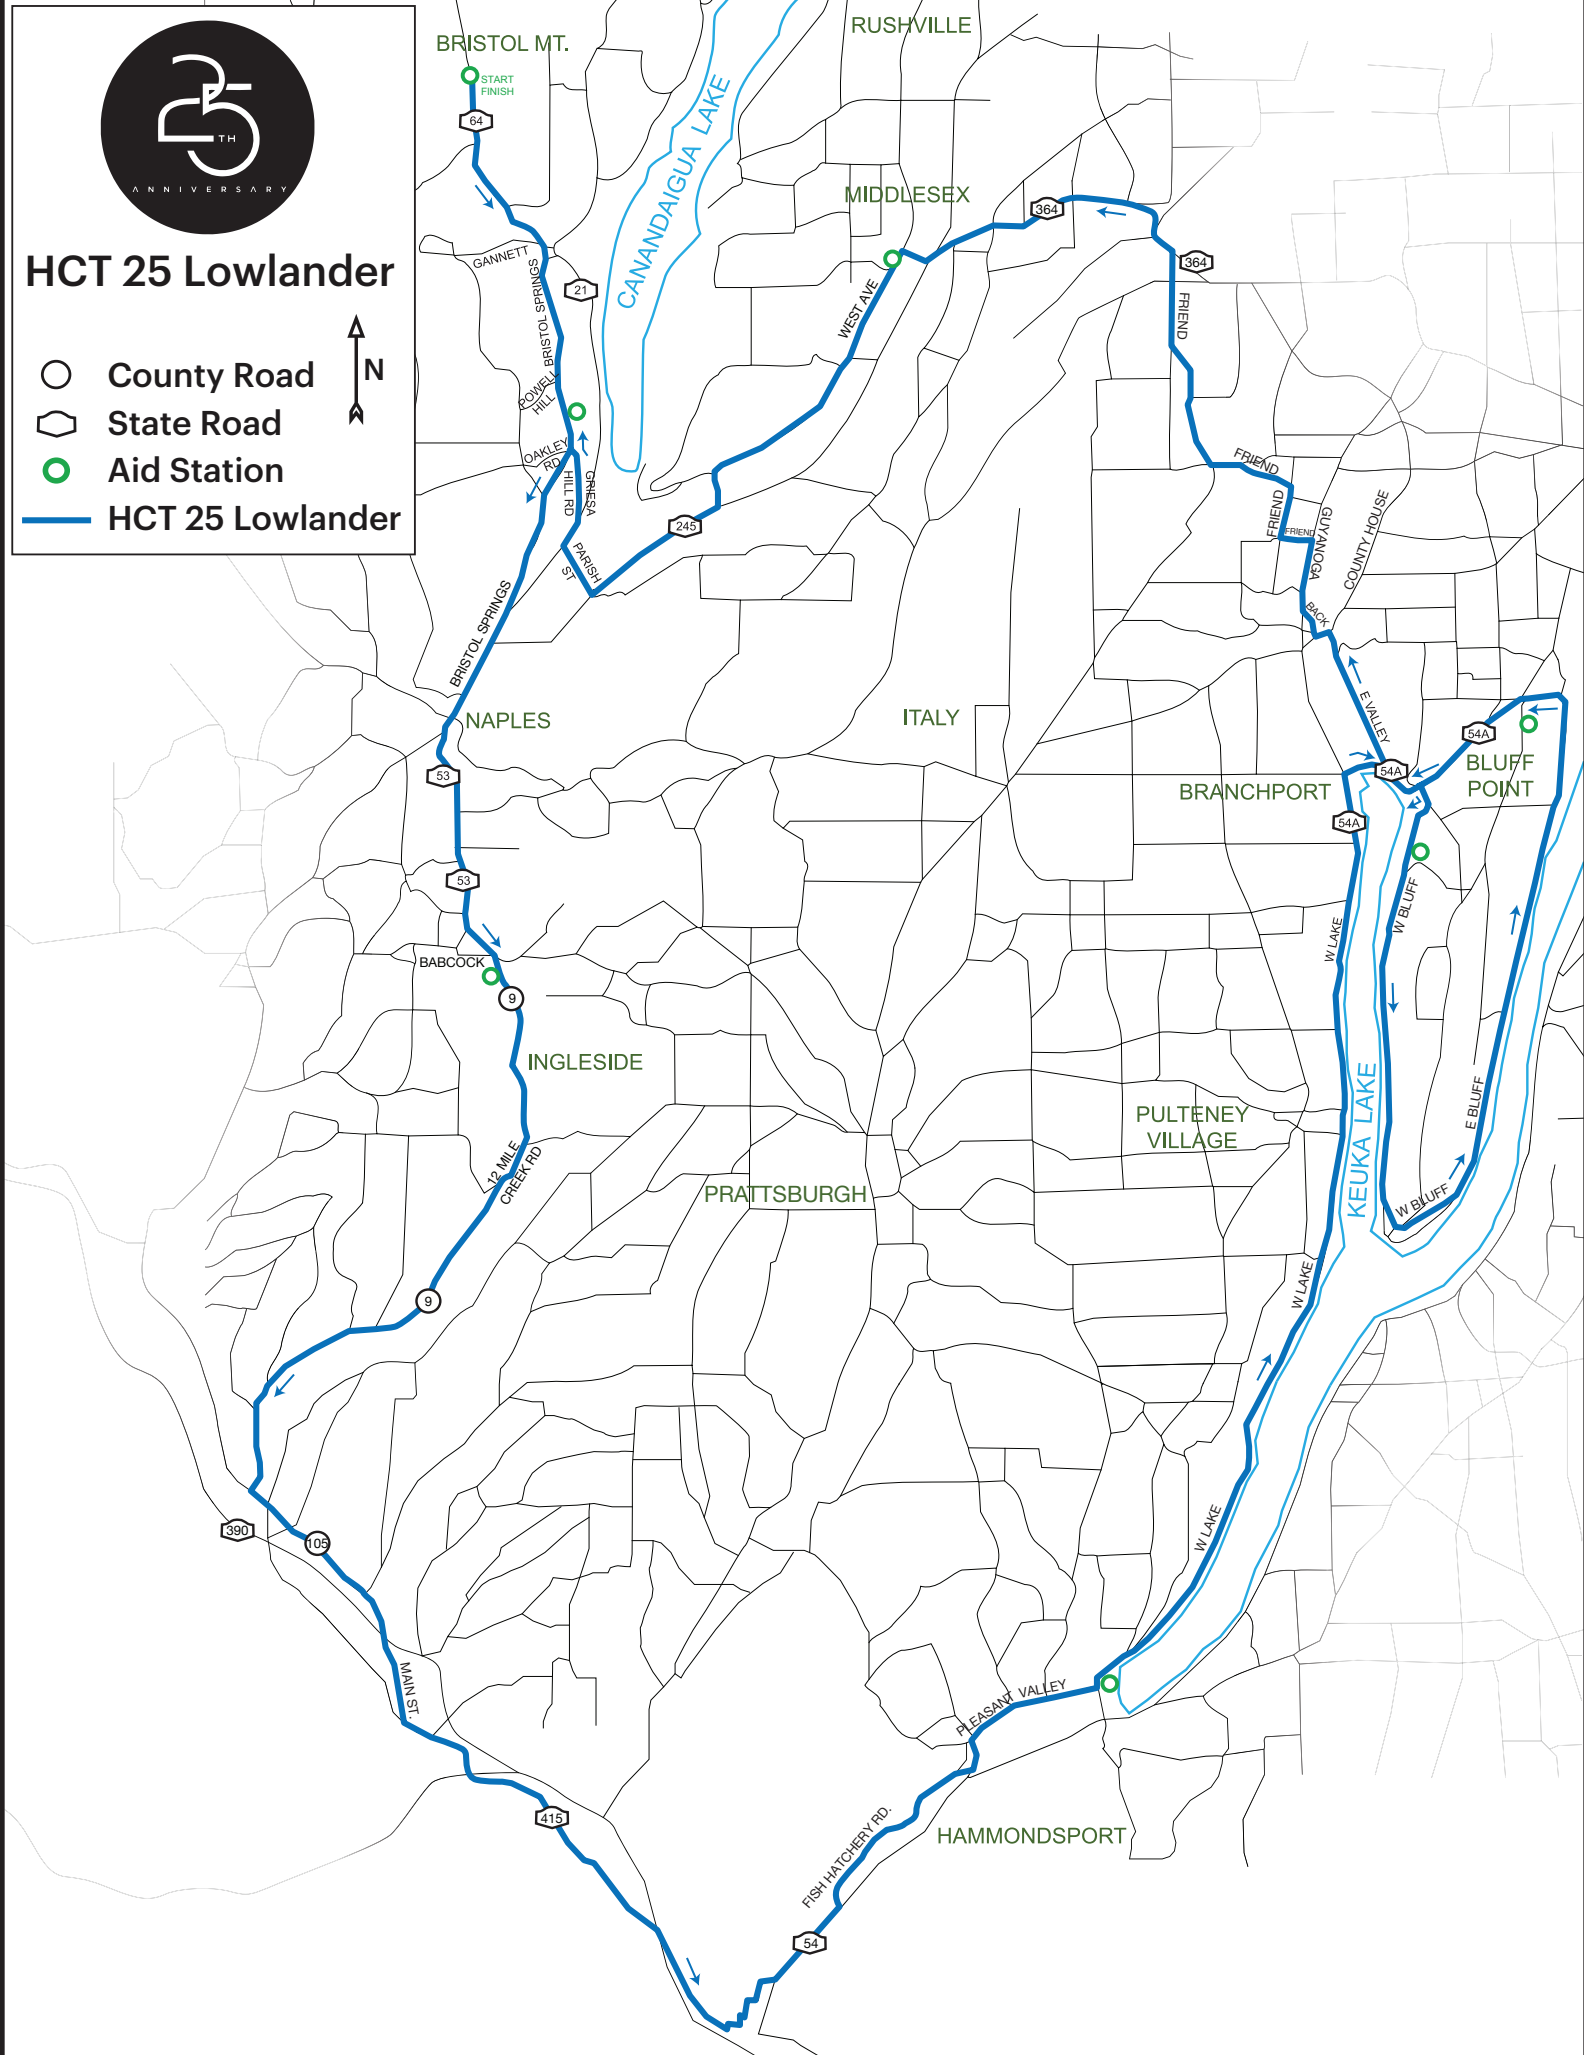 25
TH
ANNIVERSARY
HCT 25 Lowlander
N
County Road
State Road
Aid Station
HCT 25 Lowlander
BRISTOL MT.
START
FINISH
64
RUSHVILLE
CANANDAIGUA LAKE
MIDDLESEX
364
364
GANNETT
BRISTOL SPRINGS
21
BRISTOL SPRINGS
WEST AVE
FRIEND
POWELL
HILL
OAKLEY
RD
GRIESA
HILL RD
FRIEND
FRIEND
FRIEND
GUYANOGA
COUNTY HOUSE
245
PARISH
ST
BACK
BRISTOL SPRINGS
NAPLES
ITALY
E VALLEY
54A
BLUFF
POINT
54A
BRANCHPORT
54A
53
53
W BLUFF
W LAKE
BABCOCK
9
INGLESIDE
KEUKA LAKE
E BLUFF
PULTENEY
VILLAGE
12 MILE
CREEK RD
PRATTSBURGH
W BLUFF
W LAKE
9
W LAKE
390
105
MAIN ST.
PLEASANT VALLEY
415
FISH HATCHERY RD.
HAMMONDSPORT
54